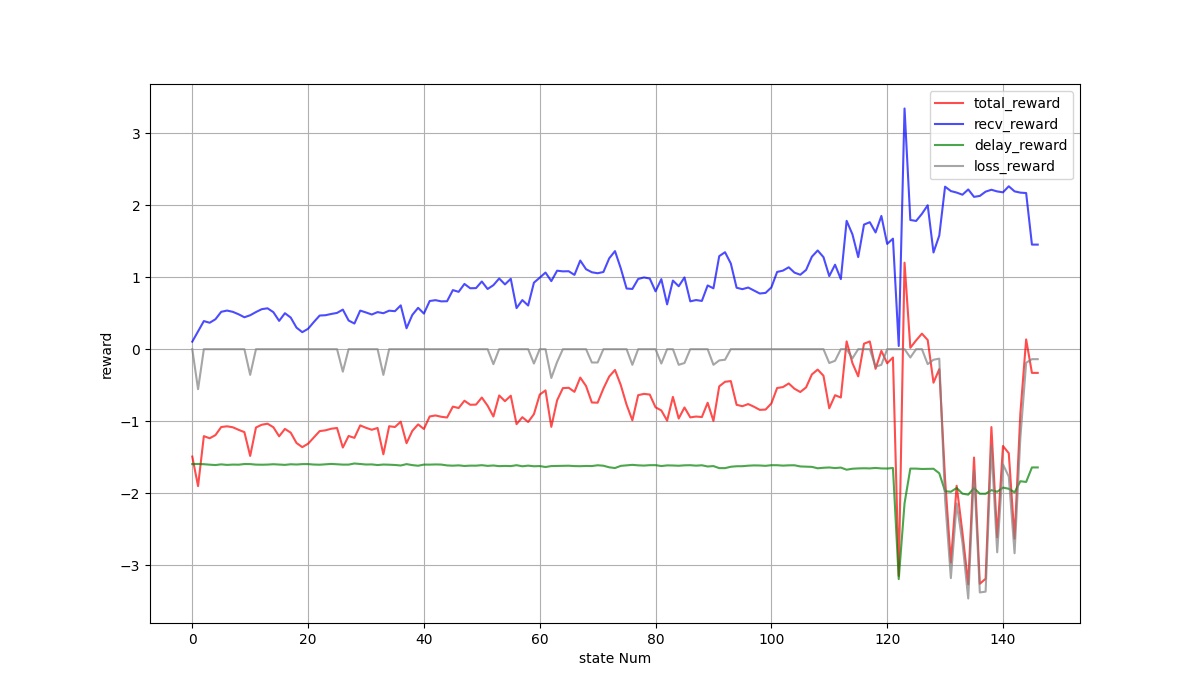 total_reward
recv_reward
delay_reward
loss_reward
reward
3
2
1
0
−1
−2
−3
0 20 40 60 80 100 120 140
state Num